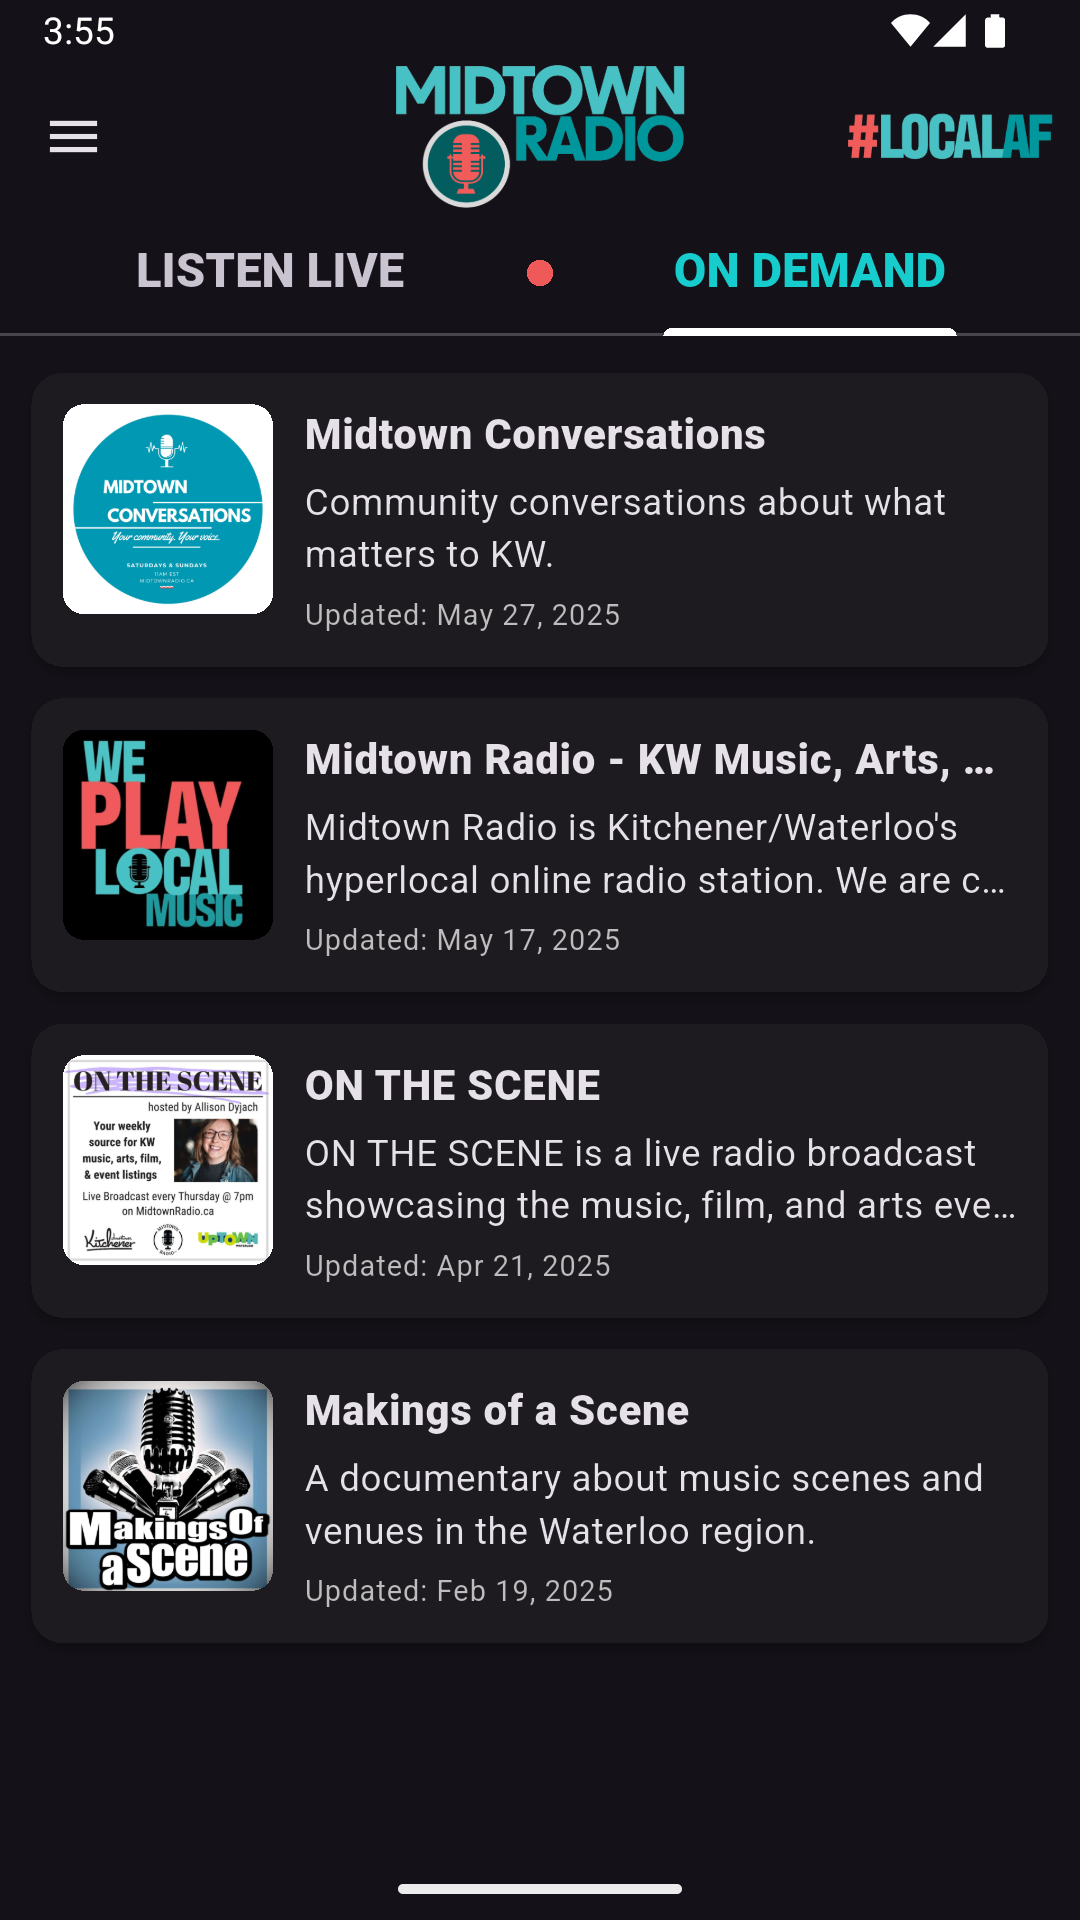 3:55
MIDTOWN
RADIO
#LOCALAF
LISTEN LIVE
ON DEMAND
MIDTOWN
CONVERSATIONS
Your community. Your voice.
SATURDAYS & SUNDAYS
11AM EST
MIDTOWNRADIO.CA
Midtown Conversations
Community conversations about what
matters to KW.
Updated: May 27, 2025
WE
PLAY
LOCAL
MUSIC
Midtown Radio - KW Music, Arts, …
Midtown Radio is Kitchener/Waterloo's
hyperlocal online radio station. We are c…
Updated: May 17, 2025
ON THE SCENE
hosted by Allison Dyjach
Your weekly
source for KW
music, arts, film,
& event listings
Live Broadcast every Thursday @ 7pm
on MidtownRadio.ca
Kitchener
MIDTOWN
RADIO
UPTOWN
ON THE SCENE
ON THE SCENE is a live radio broadcast
showcasing the music, film, and arts eve…
Updated: Apr 21, 2025
Makings Of
a Scene
Makings of a Scene
A documentary about music scenes and
venues in the Waterloo region.
Updated: Feb 19, 2025